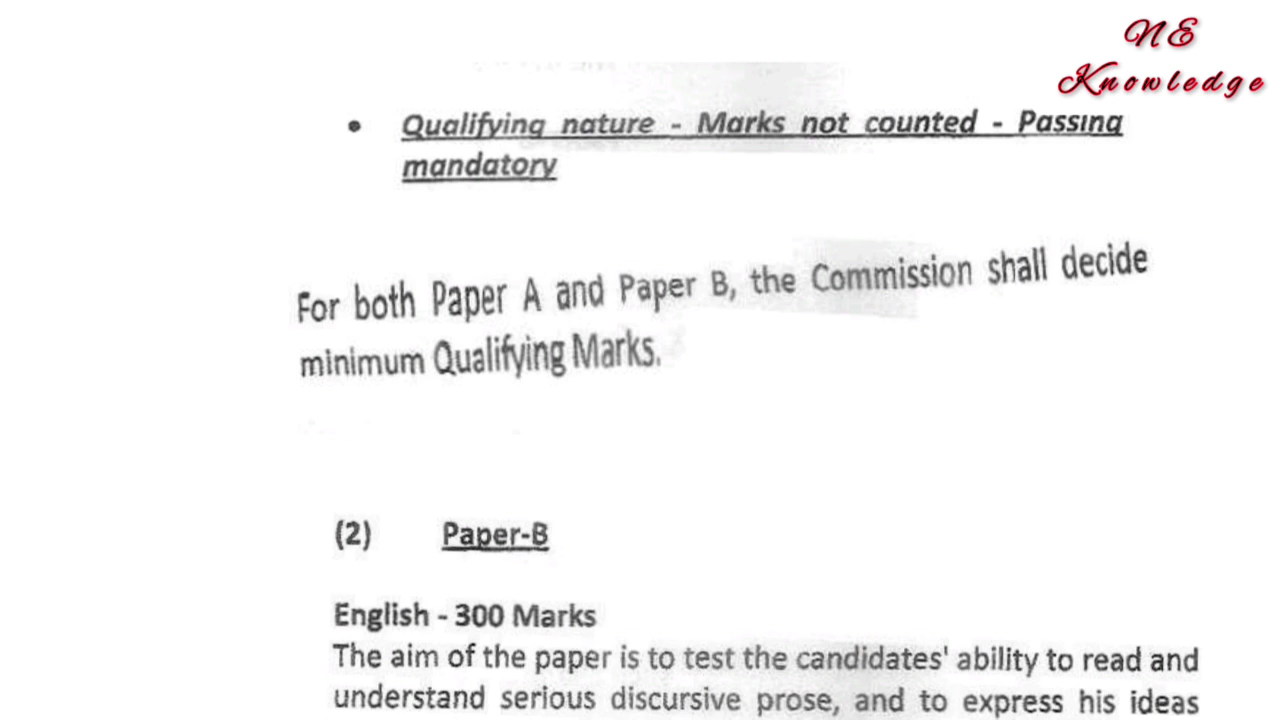 NE
Knowledge
• Qualifying nature - Marks not counted - Passing
mandatory
For both Paper A and Paper B, the Commission shall decide
minimum Qualifying Marks.
(2) Paper-B
English - 300 Marks
The aim of the paper is to test the candidates' ability to read and
understand serious discursive prose, and to express his ideas